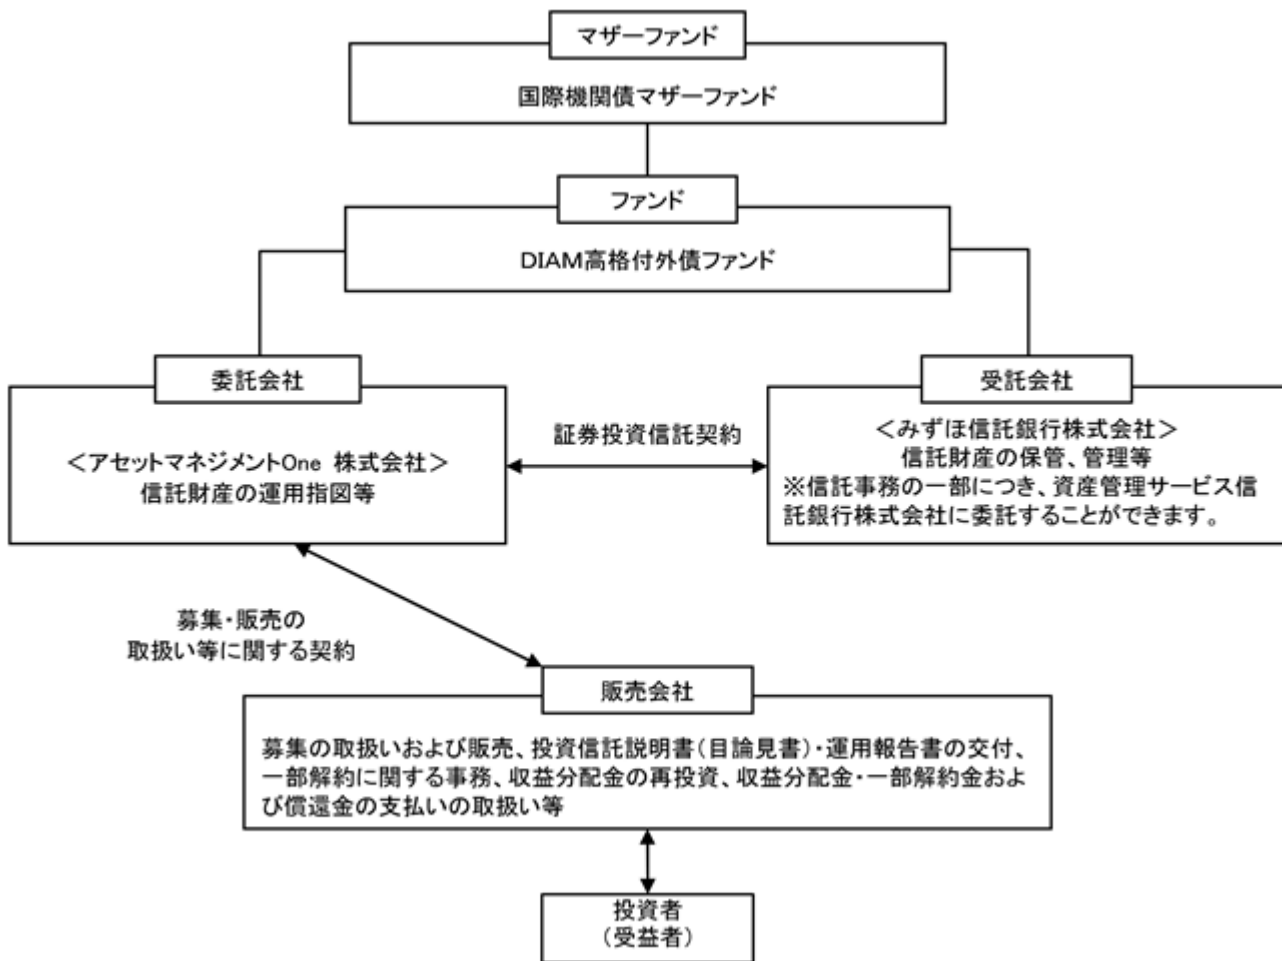 マザーファンド
国際機関債マザーファンド
ファンド
DIAM高格付外債ファンド
委託会社
＜アセットマネジメントOne 株式会社＞
信託財産の運用指図等
証券投資信託契約
受託会社
＜みずほ信託銀行株式会社＞
信託財産の保管、管理等
※信託事務の一部につき、資産管理サービス信
託銀行株式会社に委託することができます。
募集・販売の
取扱い等に関する契約
販売会社
募集の取扱いおよび販売、投資信託説明書（目論見書）・運用報告書の交付、
一部解約に関する事務、収益分配金の再投資、収益分配金・一部解約金およ
び償還金の支払いの取扱い等
投資者
（受益者）